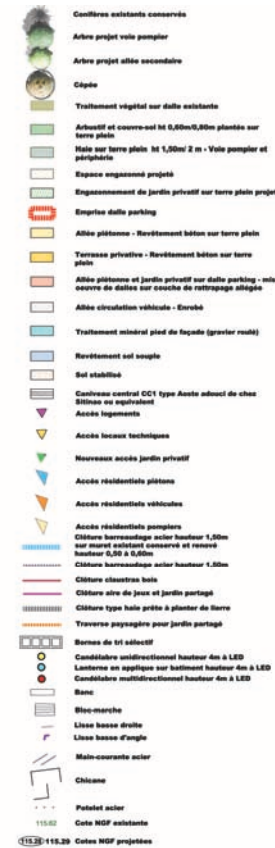 Conifères existants conservés
Arbre projet voie pompier
Arbre projet allée secondaire
Cépée
Traitement végétal sur dalle existante
Arbustif et couvre-sol ht 0,60m/0,80m plantés sur
terre plein
Haie sur terre plein ht 1,50m/ 2 m - Voie pompier et
périphérie
Espace engazonné projeté
Engazonnement de jardin privatif sur terre plein projet
Emprise dalle parking
Allée piétonne - Revêtement béton sur terre plein
Terrasse privative - Revêtement béton sur terre
plein
Allée piétonne et jardin privatif sur dalle parking - mise
oeuvre de dalles sur couche de rattrapage allégée
Allée circulation véhicule - Enrobé
Traitement minéral pied de façade (gravier roulé)
Revêtement sol souple
Sol stabilisé
Caniveau central CC1 type Aoste adouci de chez
Sitinao ou equivalent
Accès logements
Accès locaux techniques
Nouveaux accès jardin privatif
Accès résidentiels piétons
Accès résidentiels véhicules
Accès résidentiels pompiers
Clôture barreaudage acier hauteur 1,50m
sur muret existant conservé et renové
hauteur 0,50 à 0,60m
Clôture barreaudage acier hauteur 1,50m
Clôture claustras bois
Clôture aire de jeux et jardin partagé
Clôture type haie prête à planter de lierre
Traverse paysagère pour jardin partagé
Bornes de tri sélectif
Candélabre unidirectionnel hauteur 4m à LED
Lanterne en applique sur batiment hauteur 4m à LED
Candélabre multidirectionnel hauteur 4m à LED
Banc
Bloc-marche
Lisse basse droite
Lisse basse d'angle
Main-courante acier
Chicane
Potelet acier
115.62 Cote NGF existante
115.28 115.29 Cotes NGF projetées